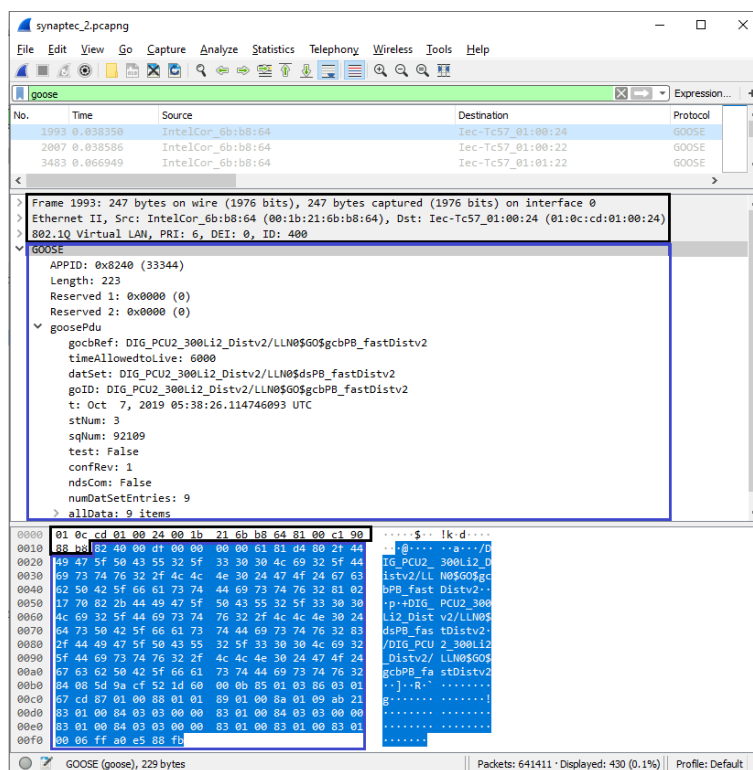 synaptec_2.pcapng
File Edit View Go Capture Analyze Statistics Telephony Wireless Tools Help
goose Expression...
No. Time Source Destination Protocol
1993 0.038350 IntelCor_6b:b8:64 Iec-Tc57_01:00:24 GOOSE
2007 0.038586 IntelCor_6b:b8:64 Iec-Tc57_01:00:22 GOOSE
3483 0.066949 IntelCor_6b:b8:64 Iec-Tc57_01:01:22 GOOSE
Frame 1993: 247 bytes on wire (1976 bits), 247 bytes captured (1976 bits) on interface 0
Ethernet II, Src: IntelCor_6b:b8:64 (00:1b:21:6b:b8:64), Dst: Iec-Tc57_01:00:24 (01:0c:cd:01:00:24)
802.1Q Virtual LAN, PRI: 6, DEI: 0, ID: 400
GOOSE
APPID: 0x8240 (33344)
Length: 223
Reserved 1: 0x0000 (0)
Reserved 2: 0x0000 (0)
goosePdu
gocbRef: DIG_PCU2_300Li2_Distv2/LLN0$GO$gcbPB_fastDistv2
timeAllowedtoLive: 6000
datSet: DIG_PCU2_300Li2_Distv2/LLN0$dsPB_fastDistv2
goID: DIG_PCU2_300Li2_Distv2/LLN0$GO$gcbPB_fastDistv2
t: Oct 7, 2019 05:38:26.114746093 UTC
stNum: 3
sqNum: 92109
test: False
confRev: 1
ndsCom: False
numDatSetEntries: 9
allData: 9 items
0000 01 0c cd 01 00 24 00 1b 21 6b b8 64 81 00 c1 90 ·····$·· !k·d····
0010 88 b8 82 40 00 df 00 00 00 00 61 81 d4 80 2f 44 ···@···· ··a···/D
0020 49 47 5f 50 43 55 32 5f 33 30 30 4c 69 32 5f 44 IG_PCU2_ 300Li2_D
0030 69 73 74 76 32 2f 4c 4c 4e 30 24 47 4f 24 67 63 istv2/LL N0$GO$gc
0040 62 50 42 5f 66 61 73 74 44 69 73 74 76 32 81 02 bPB_fast Distv2··
0050 17 70 82 2b 44 49 47 5f 50 43 55 32 5f 33 30 30 ·p·+DIG_ PCU2_300
0060 4c 69 32 5f 44 69 73 74 76 32 2f 4c 4c 4e 30 24 Li2_Dist v2/LLN0$
0070 64 73 50 42 5f 66 61 73 74 44 69 73 74 76 32 83 dsPB_fas tDistv2·
0080 2f 44 49 47 5f 50 43 55 32 5f 33 30 30 4c 69 32 /DIG_PCU 2_300Li2
0090 5f 44 69 73 74 76 32 2f 4c 4c 4e 30 24 47 4f 24 _Distv2/ LLN0$GO$
00a0 67 63 62 50 42 5f 66 61 73 74 44 69 73 74 76 32 gcbPB_fa stDistv2
00b0 84 08 5d 9a cf 52 1d 60 00 0b 85 01 03 86 03 01 ··]··R·` ········
00c0 67 cd 87 01 00 88 01 01 89 01 00 8a 01 09 ab 21 g······· ·······!
00d0 83 01 00 84 03 03 00 00 83 01 00 84 03 03 00 00 ········ ········
00e0 83 01 00 84 03 03 00 00 83 01 00 83 01 00 83 01 ········ ········
00f0 00 06 ff a0 e5 88 fb ·······
GOOSE (goose), 229 bytes Packets: 641411 · Displayed: 430 (0.1%) Profile: Default